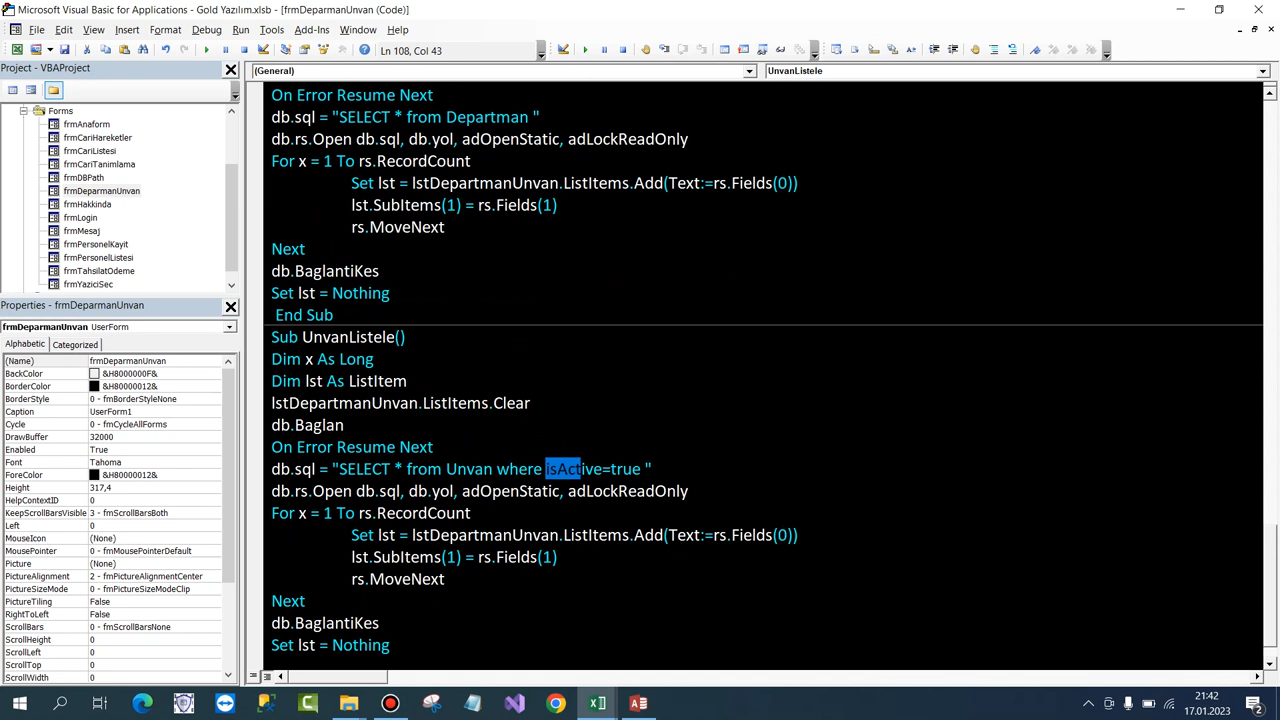 Microsoft Visual Basic for Applications - Gold Yazılım.xlsb - [frmDeparmanUnvan (Code)]
File Edit View Insert Format Debug Run Tools Add-Ins Window Help
Ln 108, Col 43
Project - VBAProject
(General)
UnvanListele
Forms
frmAnaform
frmCariHareketler
frmCariListesi
frmCariTanimlama
frmDBPath
frmDeparmanUnvan
frmHakkinda
frmLogin
frmMesaj
frmPersonelKayit
frmPersonelListesi
frmTahsilatOdeme
frmYaziciSec
Properties - frmDeparmanUnvan
frmDeparmanUnvan UserForm
Alphabetic Categorized
(Name) frmDeparmanUnvan
BackColor &H8000000F&
BorderColor &H80000012&
BorderStyle 0 - fmBorderStyleNone
Caption UserForm1
Cycle 0 - fmCycleAllForms
DrawBuffer 32000
Enabled True
Font Tahoma
ForeColor &H80000012&
Height 317,4
HelpContextID 0
KeepScrollBarsVisible 3 - fmScrollBarsBoth
Left 0
MouseIcon (None)
MousePointer 0 - fmMousePointerDefault
Picture (None)
PictureAlignment 2 - fmPictureAlignmentCenter
PictureSizeMode 0 - fmPictureSizeModeClip
PictureTiling False
RightToLeft False
ScrollBars 0 - fmScrollBarsNone
ScrollHeight 0
ScrollLeft 0
ScrollTop 0
ScrollWidth 0
On Error Resume Next
db.sql = "SELECT * from Departman "
db.rs.Open db.sql, db.yol, adOpenStatic, adLockReadOnly
For x = 1 To rs.RecordCount
Set lst = lstDepartmanUnvan.ListItems.Add(Text:=rs.Fields(0))
lst.SubItems(1) = rs.Fields(1)
rs.MoveNext
Next
db.BaglantiKes
Set lst = Nothing
End Sub
Sub UnvanListele()
Dim x As Long
Dim lst As ListItem
lstDepartmanUnvan.ListItems.Clear
db.Baglan
On Error Resume Next
db.sql = "SELECT * from Unvan where isActive=true "
db.rs.Open db.sql, db.yol, adOpenStatic, adLockReadOnly
For x = 1 To rs.RecordCount
Set lst = lstDepartmanUnvan.ListItems.Add(Text:=rs.Fields(0))
lst.SubItems(1) = rs.Fields(1)
rs.MoveNext
Next
db.BaglantiKes
Set lst = Nothing
21:42
17.01.2023
2